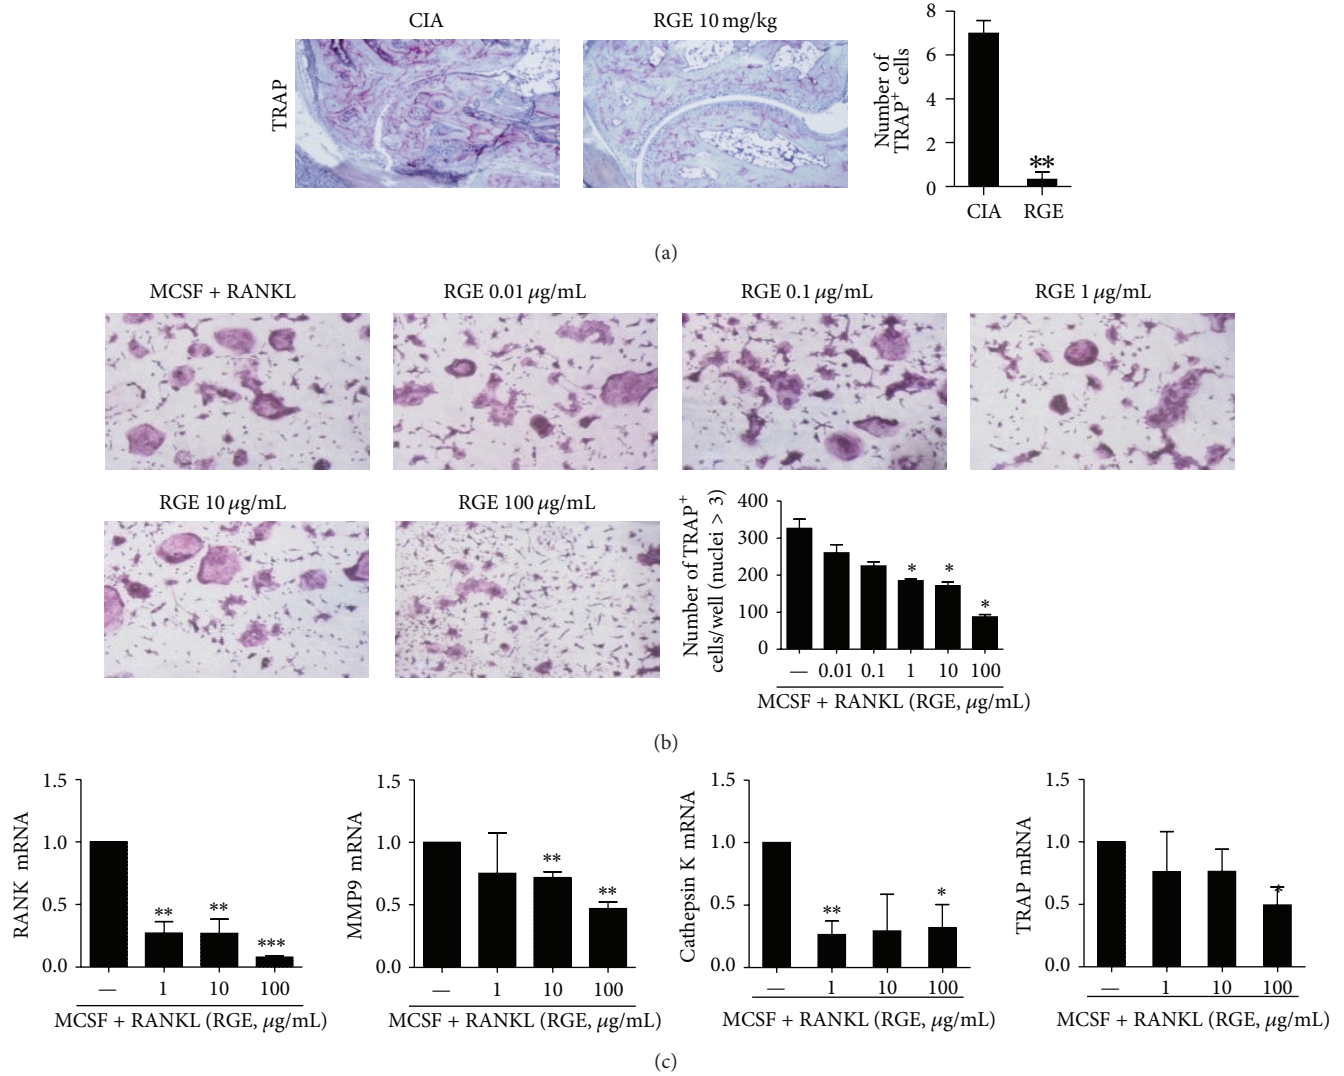 CIA
RGE 10 mg/kg
TRAP
Number of
TRAP⁺ cells
8
6
4
2
0
**
CIA RGE
(a)
MCSF + RANKL
RGE 0.01 μg/mL
RGE 0.1 μg/mL
RGE 1 μg/mL
RGE 10 μg/mL
RGE 100 μg/mL
Number of TRAP⁺
cells/well (nuclei > 3)
400
300
200
100
0
* * *
— 0.01 0.1 1 10 100
MCSF + RANKL (RGE, μg/mL)
(b)
RANK mRNA
1.5
1.0
0.5
0.0
** ** ***
— 1 10 100
MCSF + RANKL (RGE, μg/mL)
MMP9 mRNA
1.5
1.0
0.5
0.0
** **
— 1 10 100
MCSF + RANKL (RGE, μg/mL)
Cathepsin K mRNA
1.5
1.0
0.5
0.0
** *
— 1 10 100
MCSF + RANKL (RGE, μg/mL)
TRAP mRNA
1.5
1.0
0.5
0.0
*
— 1 10 100
MCSF + RANKL (RGE, μg/mL)
(c)